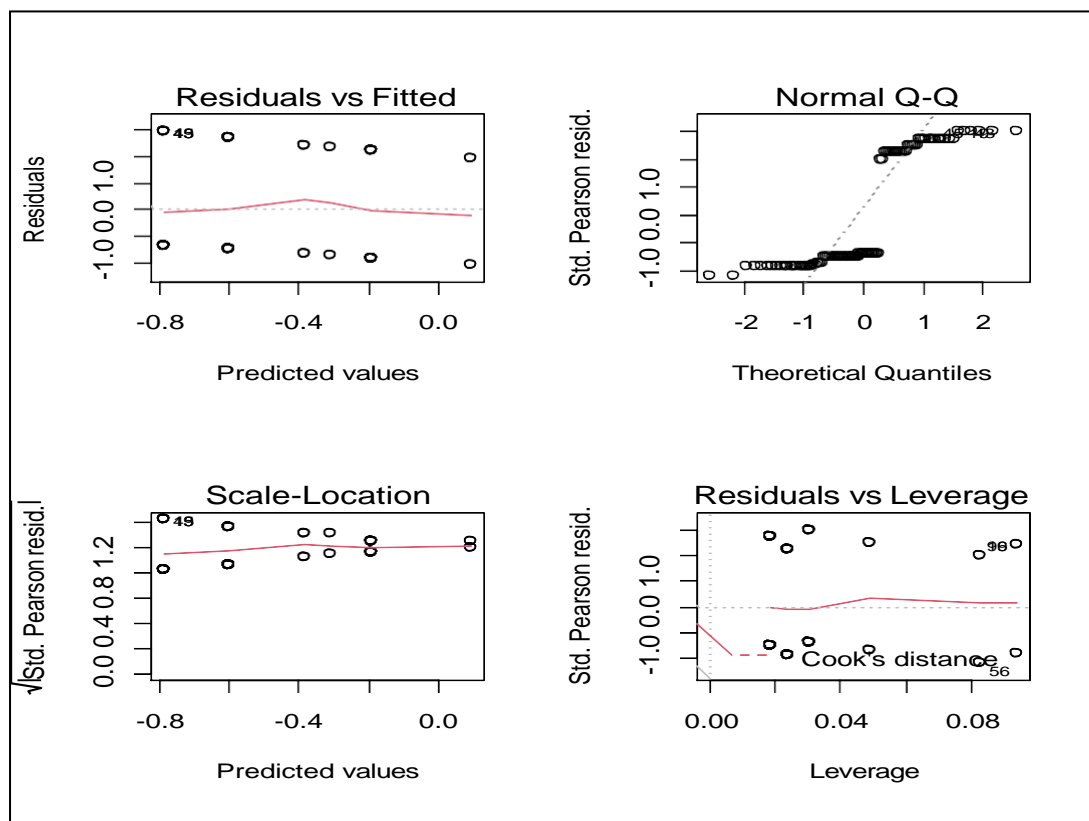 Residuals vs Fitted
Residuals
-1.0 0.0 1.0
49
-0.8 -0.4 0.0
Predicted values
Normal Q-Q
Std. Pearson resid.
-1.0 0.0 1.0
-2 -1 0 1 2
Theoretical Quantiles
Scale-Location
√|Std. Pearson resid.|
0.0 0.4 0.8 1.2
-0.8 -0.4 0.0
Predicted values
Residuals vs Leverage
Std. Pearson resid.
-1.0 0.0 1.0
Cook's distance
56
0.00 0.04 0.08
Leverage